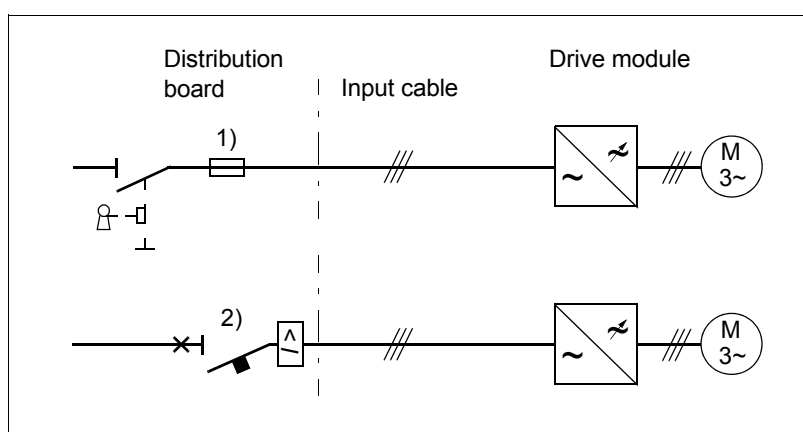 Distribution
board
Input cable
Drive module
1)
~
~
M
3~
2)
I >
~
~
M
3~